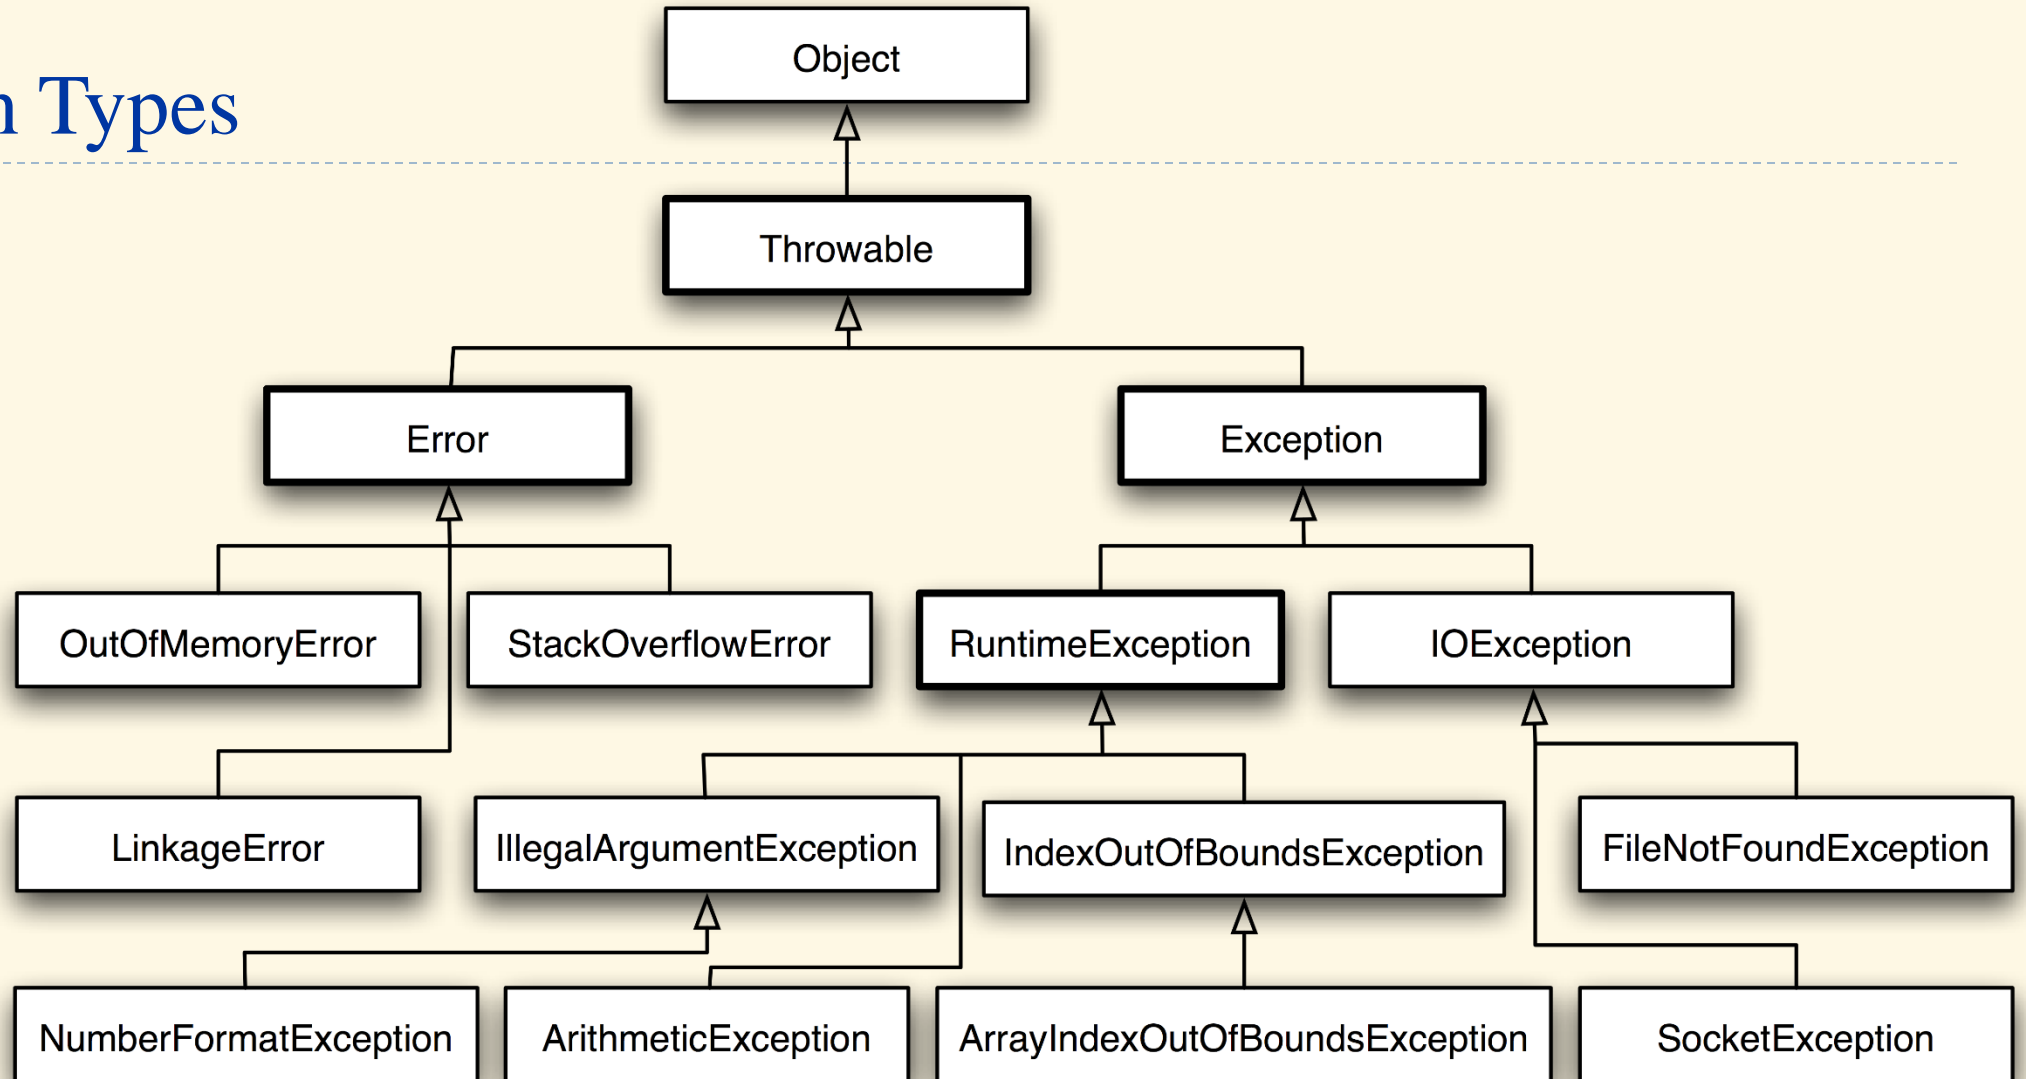 Object
Types
Throwable
Error
Exception
OutOfMemoryError
StackOverflowError
RuntimeException
IOException
LinkageError
IllegalArgumentException
IndexOutOfBoundsException
FileNotFoundException
NumberFormatException
ArithmeticException
ArrayIndexOutOfBoundsException
SocketException